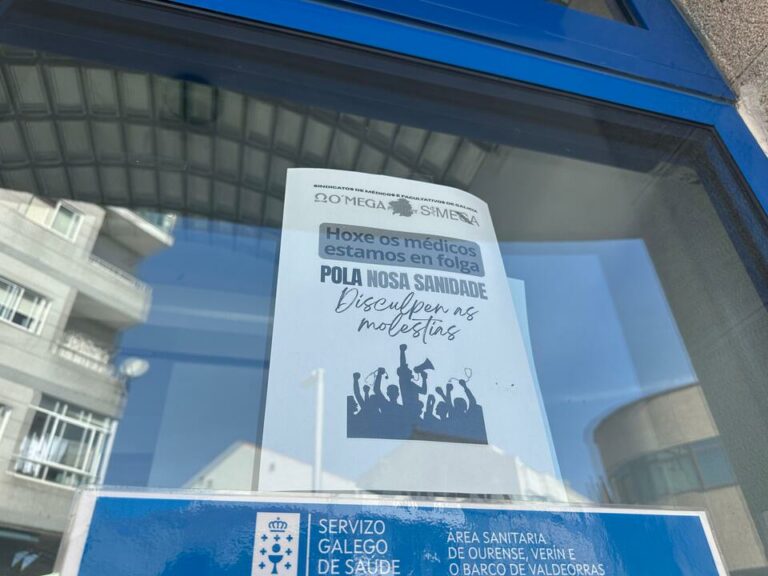 SINDICATOS DE MÉDICOS E FACULTATIVOS DE GALICIA
O'MEGA SIMEGA
Hoxe os médicos
estamos en folga
POLA NOSA SANIDADE
Disculpen as
molestias
SERVIZO
GALEGO
DE SAÚDE
ÁREA SANITARIA
DE OURENSE, VERÍN E
O BARCO DE VALDEORRAS